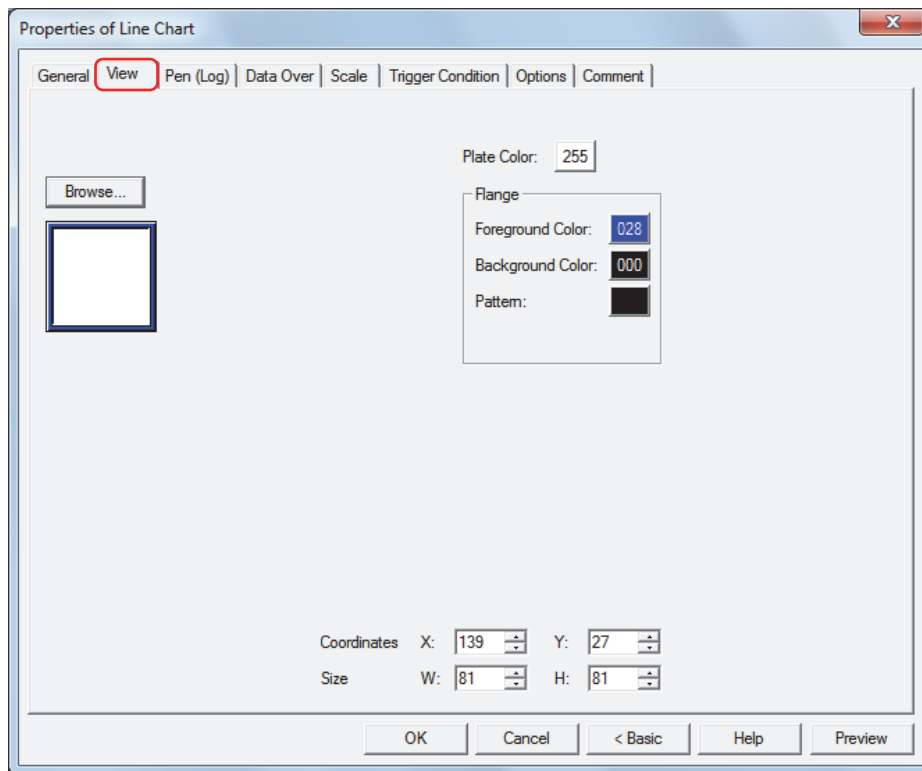 Properties of Line Chart
General View Pen (Log) Data Over Scale Trigger Condition Options Comment
Plate Color: 255
Browse...
Flange
Foreground Color: 028
Background Color: 000
Pattern:
Coordinates X: 139 Y: 27
Size W: 81 H: 81
OK Cancel < Basic Help Preview